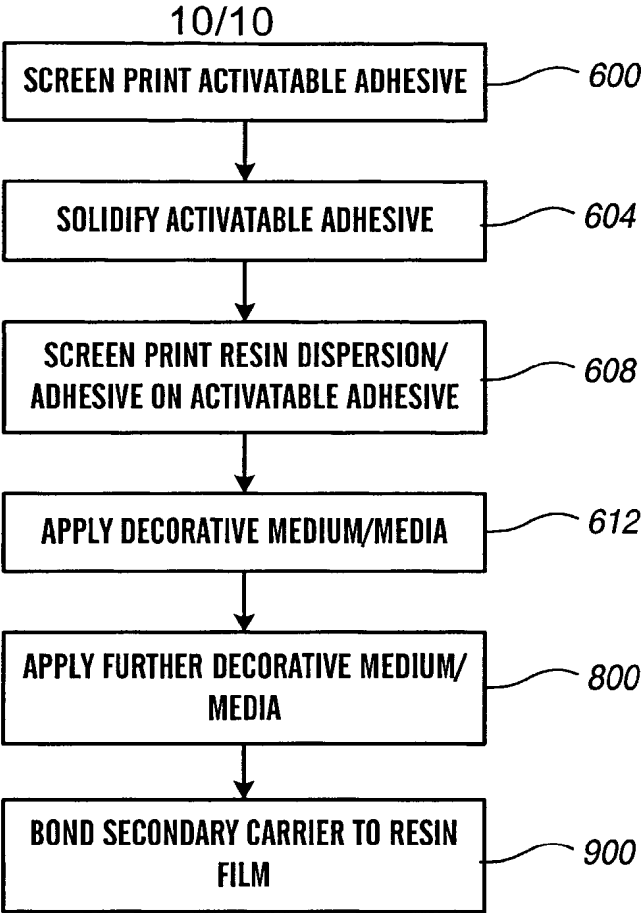 10/10
SCREEN PRINT ACTIVATABLE ADHESIVE
600
SOLIDIFY ACTIVATABLE ADHESIVE
604
SCREEN PRINT RESIN DISPERSION/
ADHESIVE ON ACTIVATABLE ADHESIVE
608
APPLY DECORATIVE MEDIUM/MEDIA
612
APPLY FURTHER DECORATIVE MEDIUM/
MEDIA
800
BOND SECONDARY CARRIER TO RESIN
FILM
900